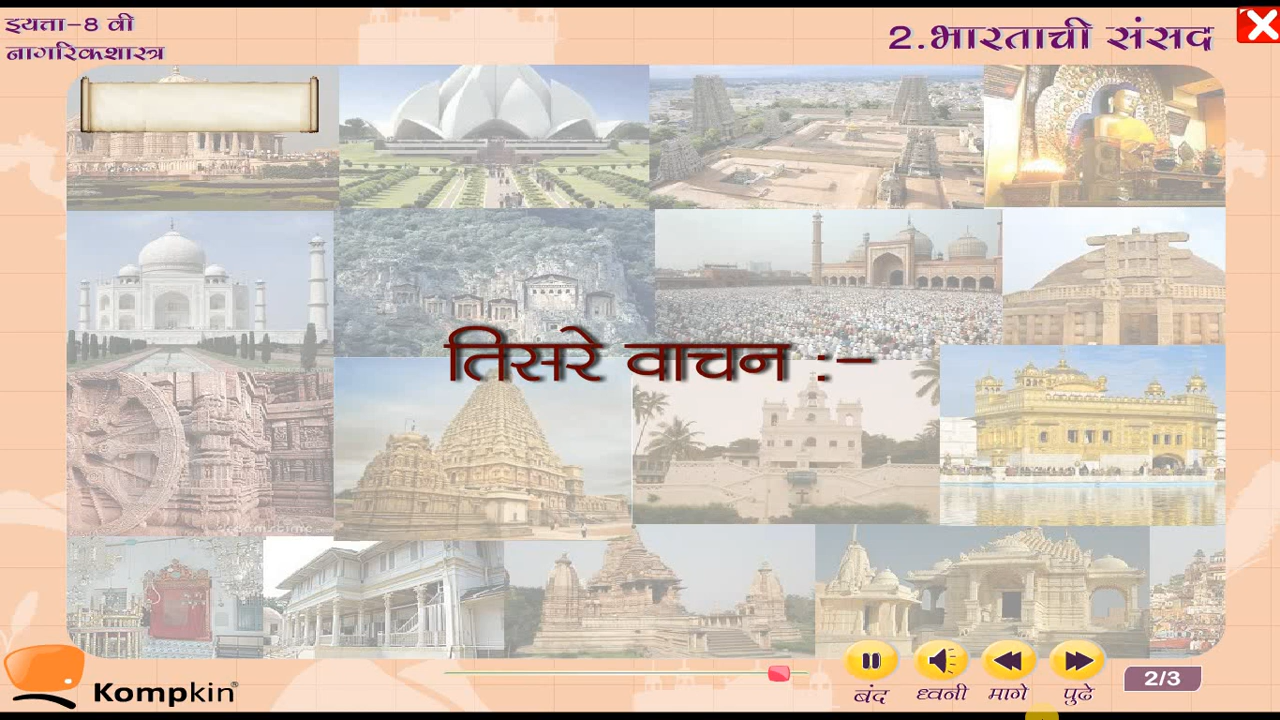 इयत्ता-8 वी
नागरिकशास्त्र
2.भारताची संसद
तिसरे वाचन :-
Kompkin®
बंद ध्वनी मागे पुढे
2/3